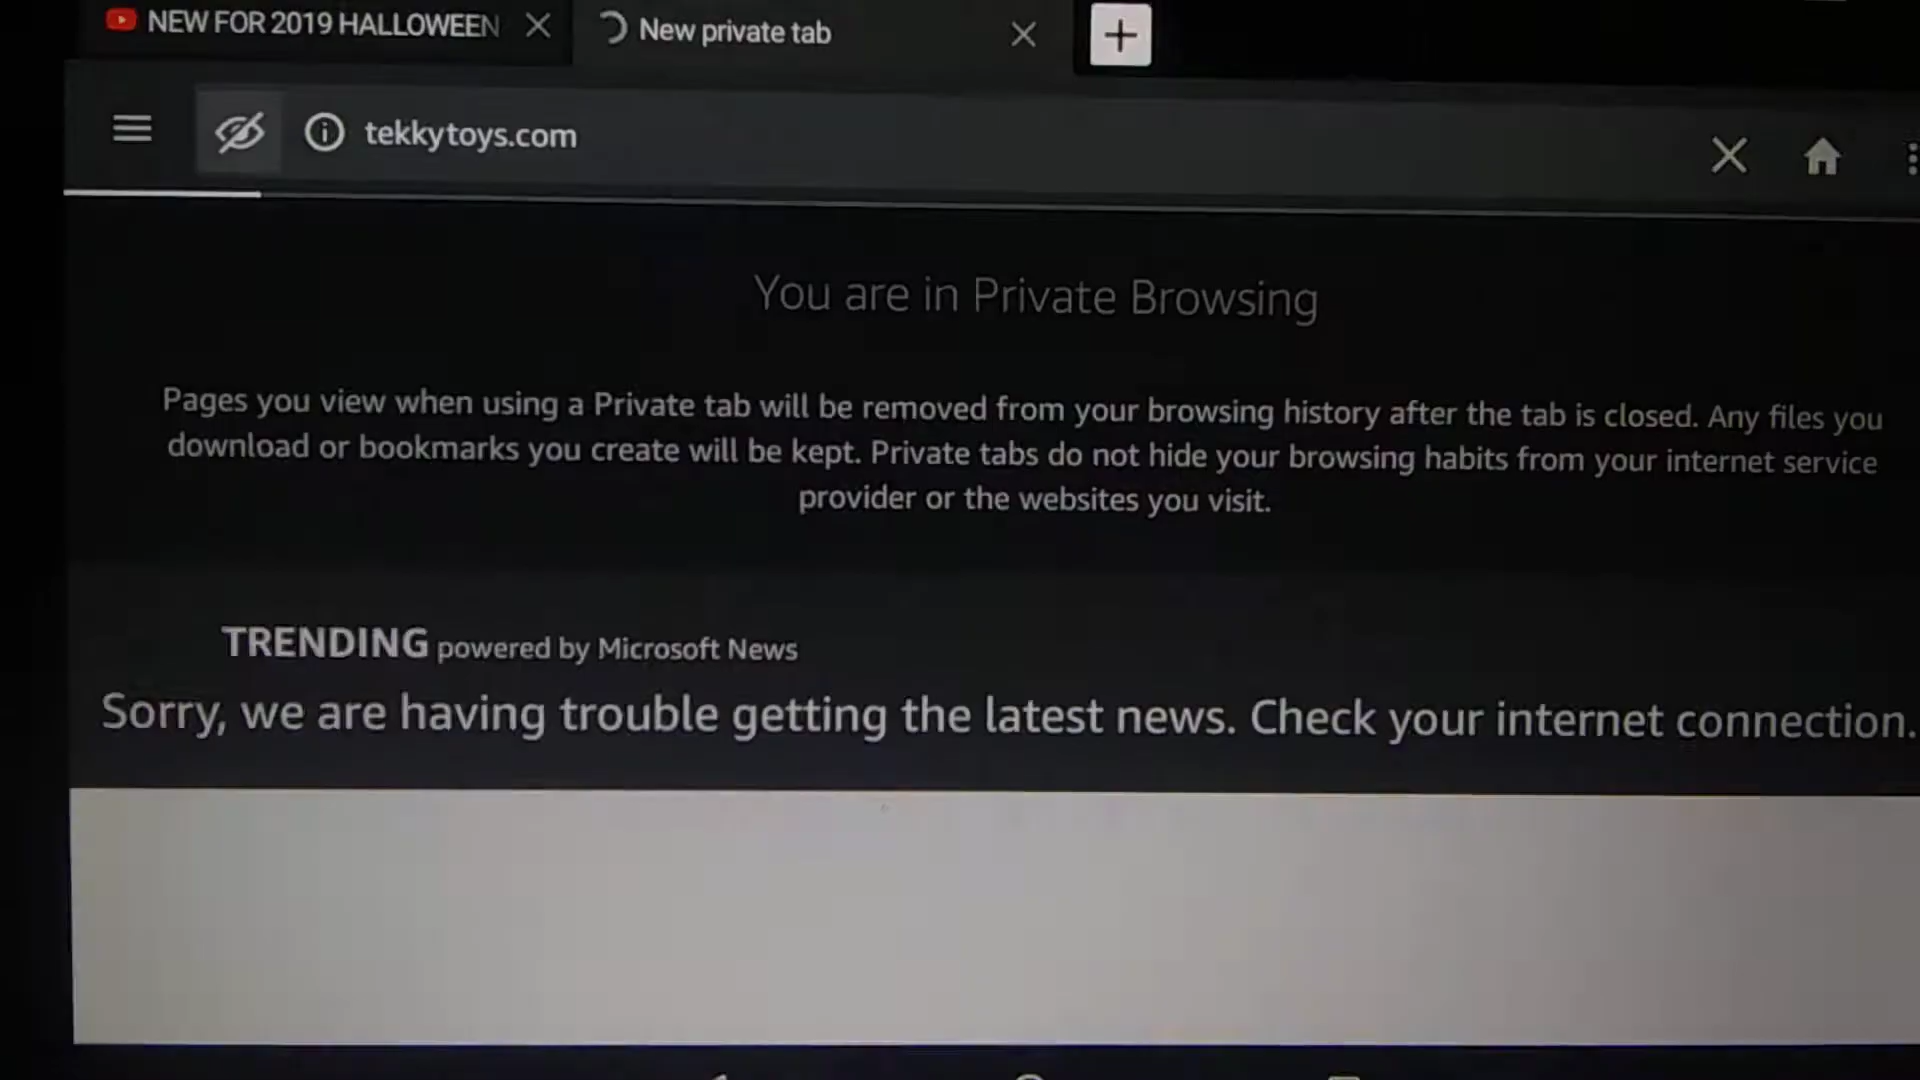 NEW FOR 2019 HALLOWEEN
New private tab
tekkytoys.com
You are in Private Browsing
Pages you view when using a Private tab will be removed from your browsing history after the tab is closed. Any files you
download or bookmarks you create will be kept. Private tabs do not hide your browsing habits from your internet service
provider or the websites you visit.
TRENDING powered by Microsoft News
Sorry, we are having trouble getting the latest news. Check your internet connection.